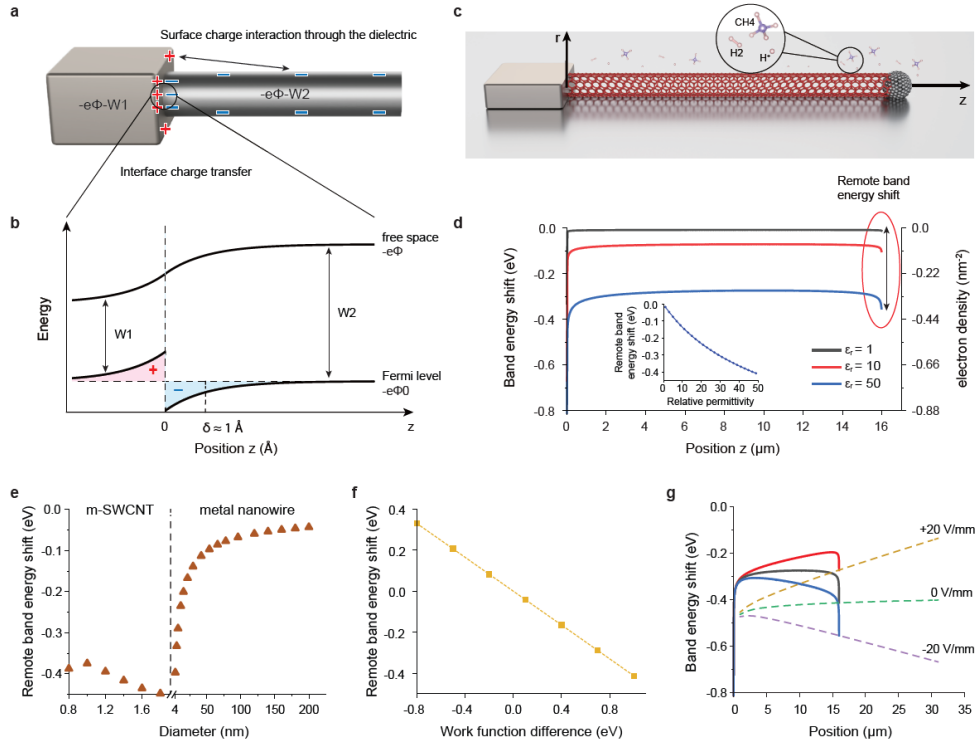 a
Surface charge interaction through the dielectric
-eΦ-W1
-eΦ-W2
Interface charge transfer
b
free space
-eΦ
W1
W2
Energy
Fermi level
-eΦ0
0
δ ≈ 1 Å
z
Position z (Å)
c
r
CH4
H2
H•
z
d
Remote band
energy shift
Band energy shift (eV)
0.0
-0.2
-0.4
-0.6
-0.8
0.0
-0.22
-0.44
-0.66
-0.88
electron density (nm⁻²)
Remote band
energy shift (eV)
0.0
-0.1
-0.2
-0.3
-0.4
0 10 20 30 40 50
Relative permittivity
εr = 1
εr = 10
εr = 50
0 2 4 6 8 10 12 14 16
Position z (μm)
e
m-SWCNT
metal nanowire
Remote band energy shift (eV)
0.0
-0.1
-0.2
-0.3
-0.4
0.8 1.2 1.6 4 50 100 150 200
Diameter (nm)
f
Remote band energy shift (eV)
0.4
0.2
0.0
-0.2
-0.4
-0.8 -0.4 0.0 0.4 0.8
Work function difference (eV)
g
Band energy shift (eV)
0.0
-0.2
-0.4
-0.6
-0.8
+20 V/mm
0 V/mm
-20 V/mm
0 5 10 15 20 25 30 35
Position (μm)